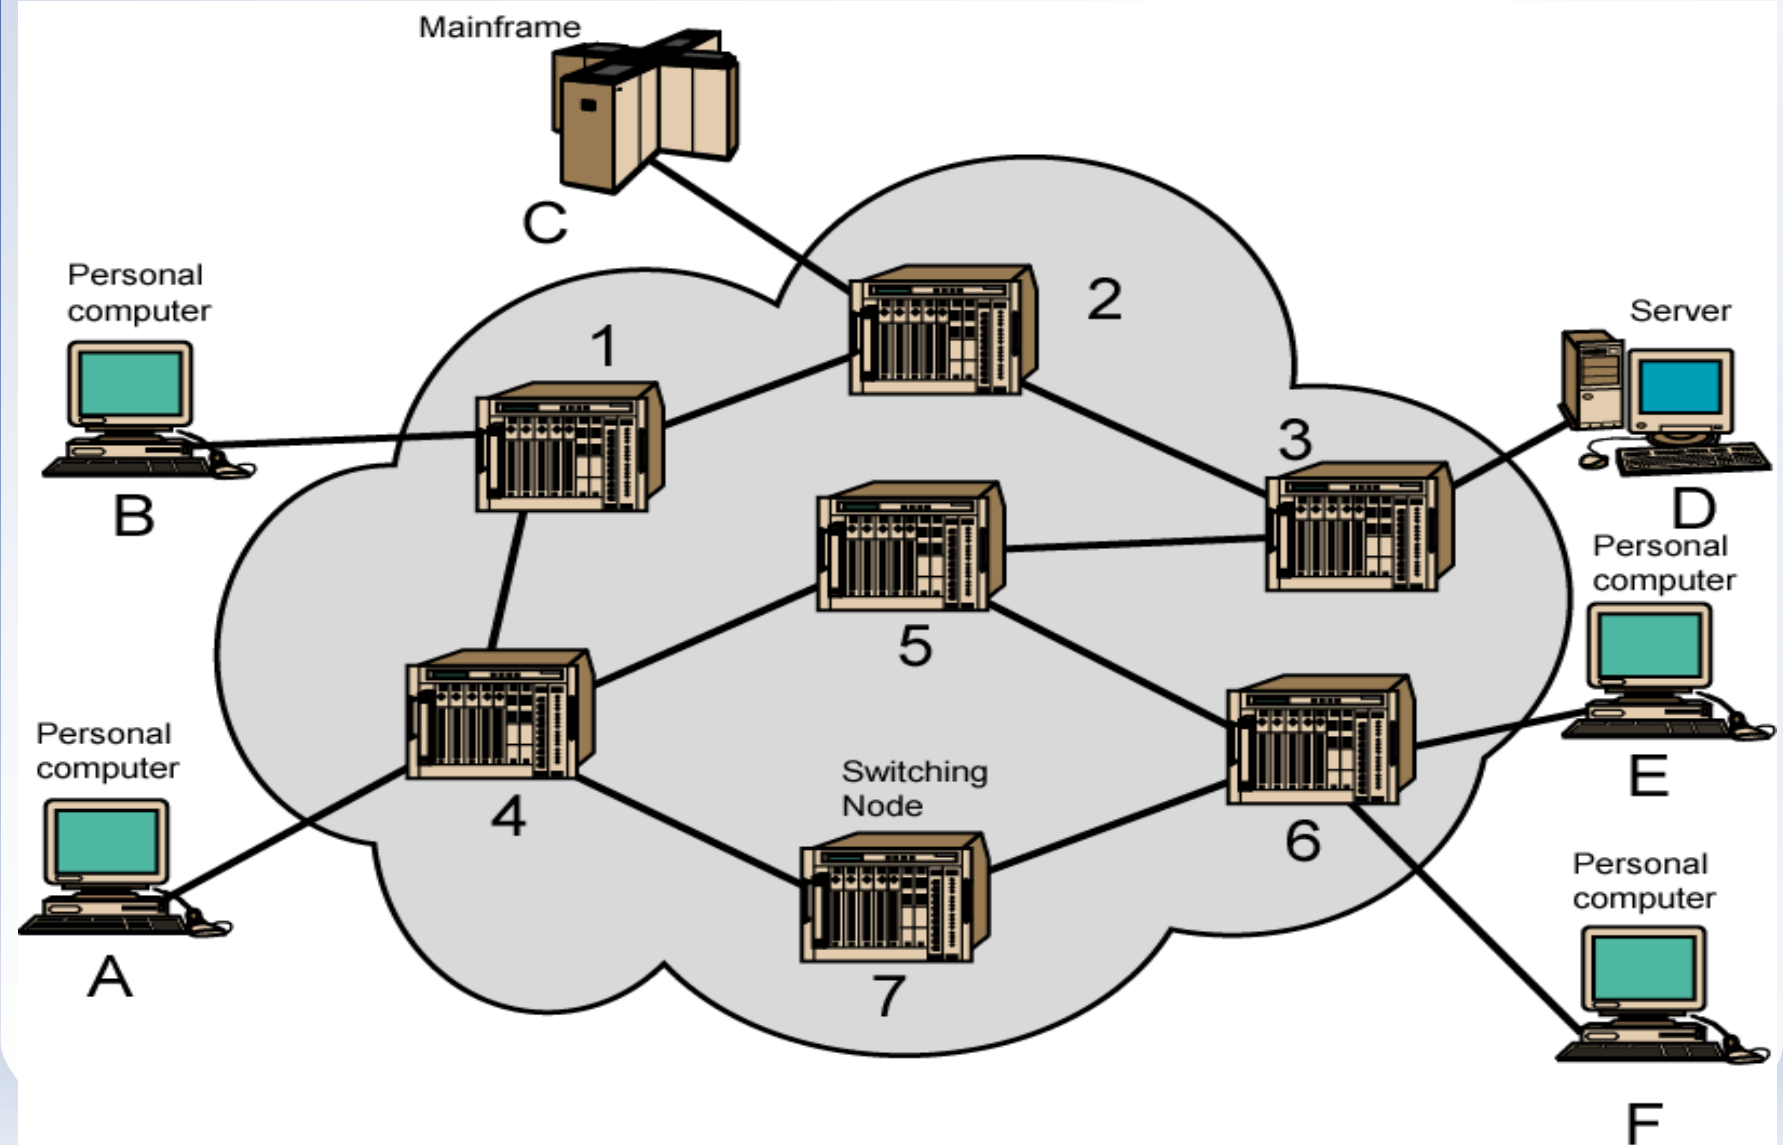 Mainframe
C
2
Personal
computer
1
Server
B
3
D
Personal
computer
5
E
Personal
computer
4
Switching
Node
6
A
7
Personal
computer
F